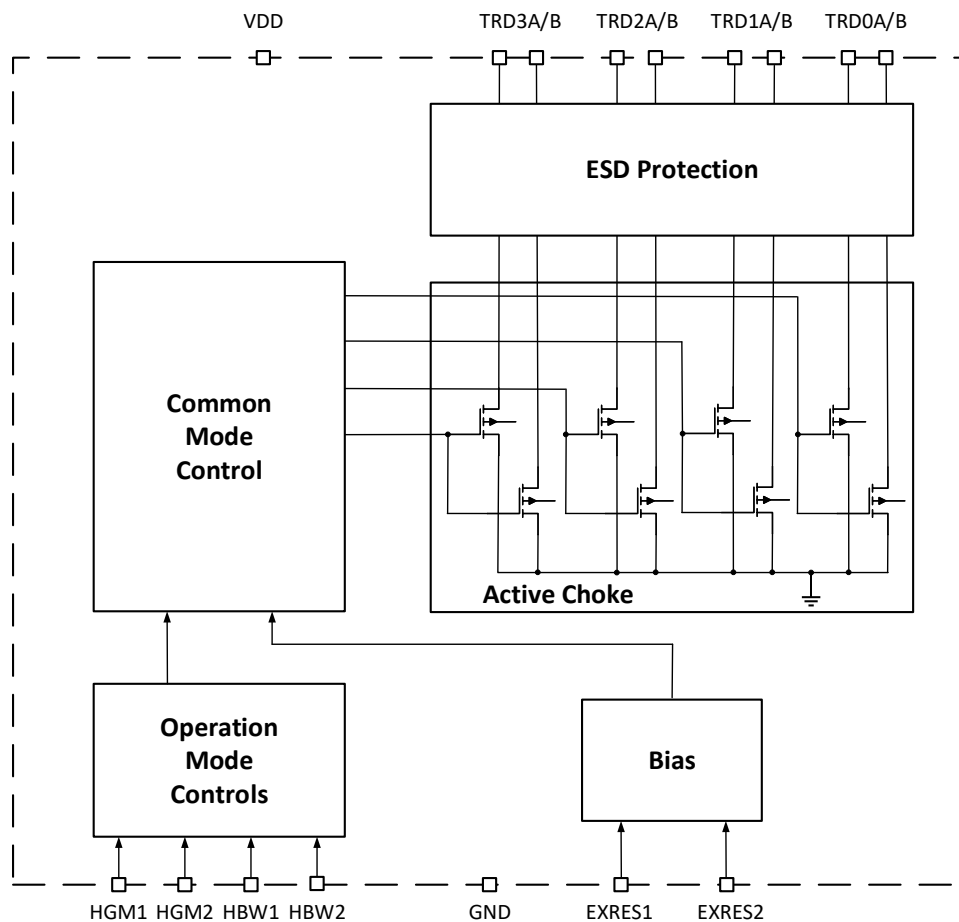 VDD
TRD3A/B
TRD2A/B
TRD1A/B
TRD0A/B
ESD Protection
Common
Mode
Control
Active Choke
Operation
Mode
Controls
Bias
HGM1
HGM2
HBW1
HBW2
GND
EXRES1
EXRES2